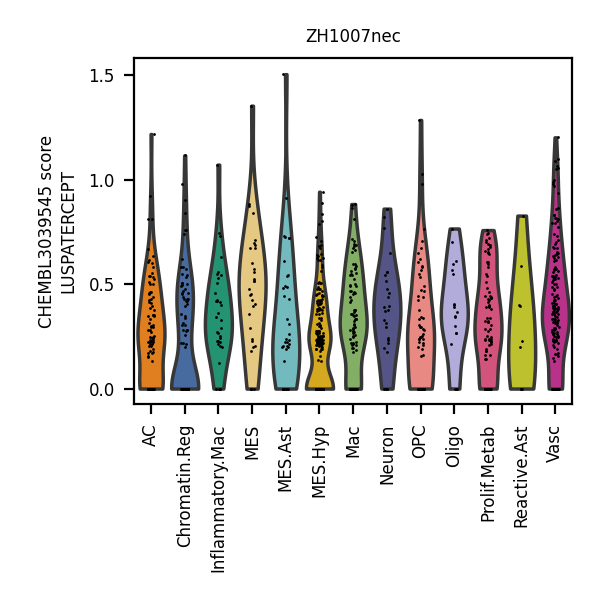 ZH1007nec
CHEMBL3039545 score
LUSPATERCEPT
1.5
1.0
0.5
0.0
AC
Chromatin.Reg
Inflammatory.Mac
MES
MES.Ast
MES.Hyp
Mac
Neuron
OPC
Oligo
Prolif.Metab
Reactive.Ast
Vasc